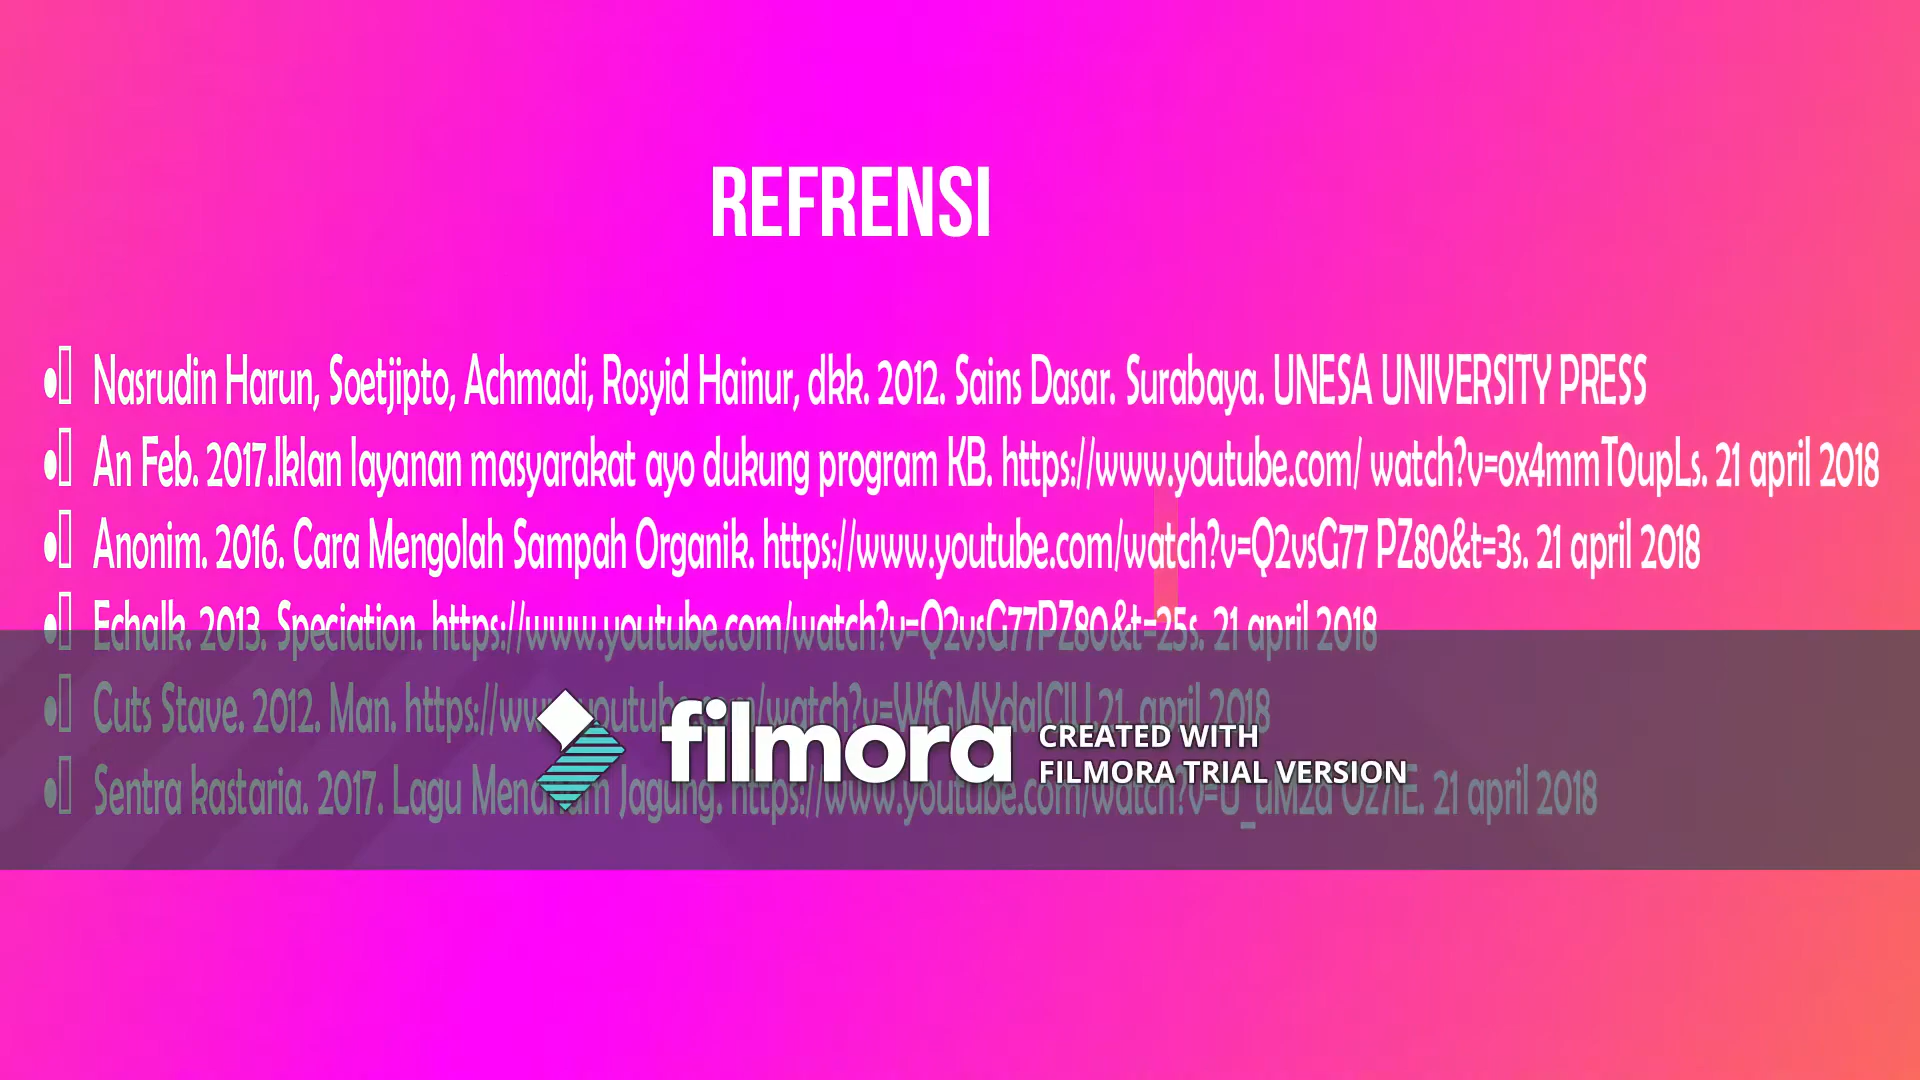 REFRENSI
• Nasrudin Harun, Soetjipto, Achmadi, Rosyid Hainur, dkk. 2012. Sains Dasar. Surabaya. UNESA UNIVERSITY PRESS
• An Feb. 2017.Iklan layanan masyarakat ayo dukung program KB. https://www.youtube.com/ watch?v=ox4mmT0upLs. 21 april 2018
• Anonim. 2016. Cara Mengolah Sampah Organik. https://www.youtube.com/watch?v=Q2vsG77 PZ80&t=3s. 21 april 2018
• Echalk. 2013. Speciation. https://www.youtube.com/watch?v=Q2vsG77PZ80&t=25s. 21 april 2018
• Cuts Stave. 2012. Man. 21 april 2018
• Sentra kastaria. 2017. Lagu Menanam Jagung. 21 april 2018
filmora
CREATED WITH
FILMORA TRIAL VERSION